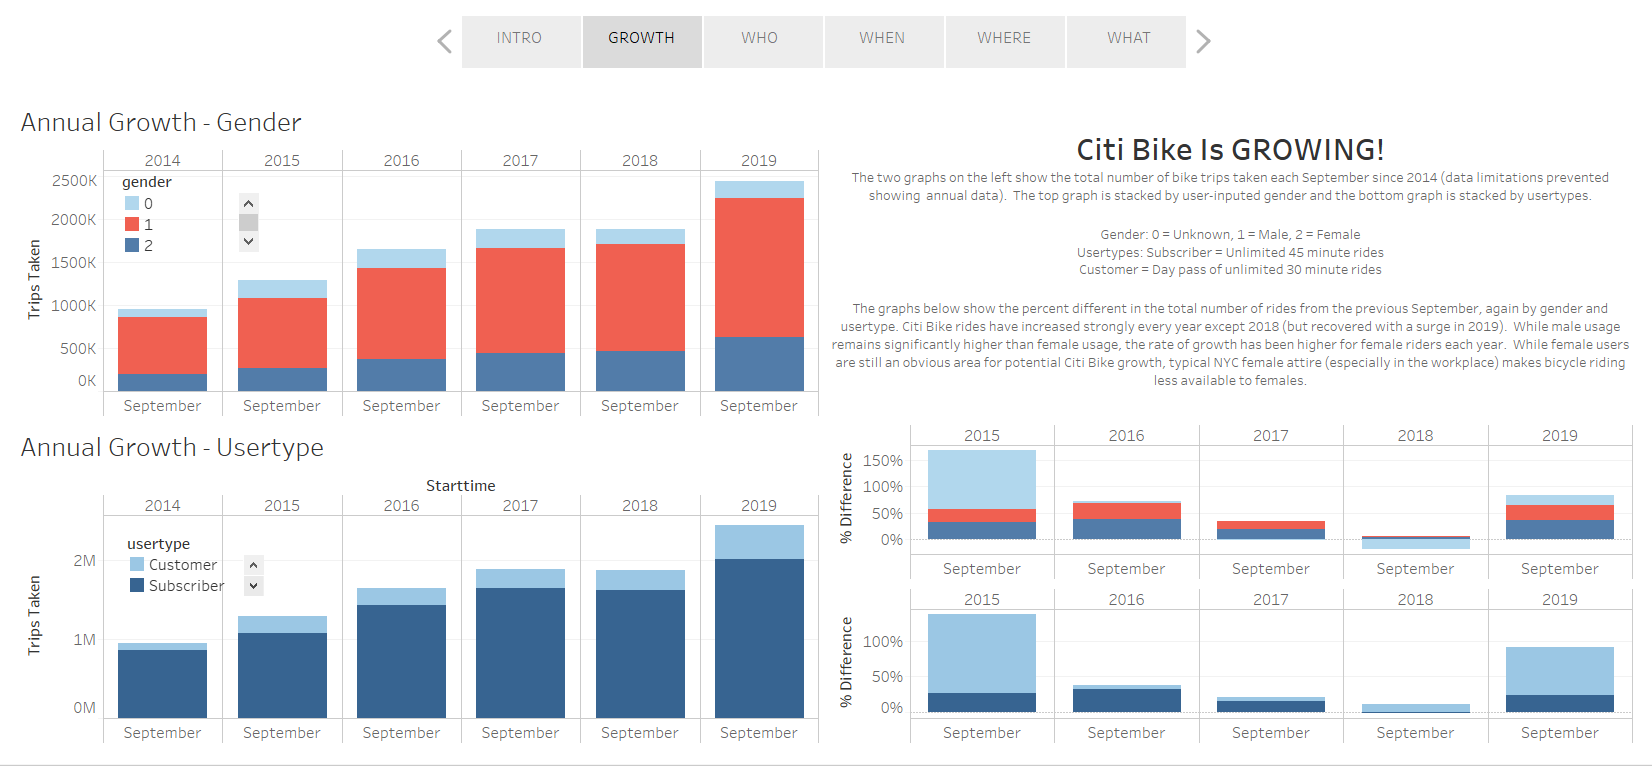 INTRO GROWTH WHO WHEN WHERE WHAT
Annual Growth - Gender
2014 2015 2016 2017 2018 2019
gender
0
1
2
Trips Taken
2500K
2000K
1500K
1000K
500K
0K
September September September September September September
Citi Bike Is GROWING!
The two graphs on the left show the total number of bike trips taken each September since 2014 (data limitations prevented
showing annual data). The top graph is stacked by user-inputed gender and the bottom graph is stacked by usertypes.
Gender: 0 = Unknown, 1 = Male, 2 = Female
Usertypes: Subscriber = Unlimited 45 minute rides
Customer = Day pass of unlimited 30 minute rides
The graphs below show the percent different in the total number of rides from the previous September, again by gender and
usertype. Citi Bike rides have increased strongly every year except 2018 (but recovered with a surge in 2019). While male usage
remains significantly higher than female usage, the rate of growth has been higher for female riders each year. While female users
are still an obvious area for potential Citi Bike growth, typical NYC female attire (especially in the workplace) makes bicycle riding
less available to females.
Annual Growth - Usertype
Starttime
2014 2015 2016 2017 2018 2019
usertype
Customer
Subscriber
Trips Taken
2M
1M
0M
September September September September September September
2015 2016 2017 2018 2019
% Difference
150%
100%
50%
0%
September September September September September
2015 2016 2017 2018 2019
% Difference
100%
50%
0%
September September September September September